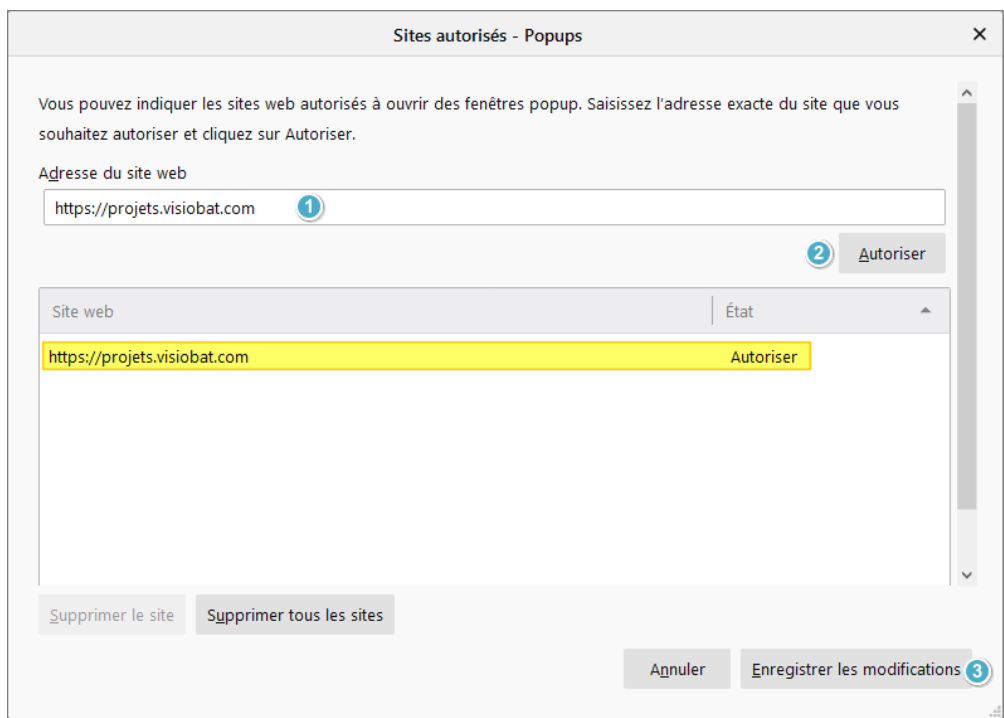 Sites autorisés - Popups
Vous pouvez indiquer les sites web autorisés à ouvrir des fenêtres popup. Saisissez l'adresse exacte du site que vous
souhaitez autoriser et cliquez sur Autoriser.
Adresse du site web
https://projets.visiobat.com 1
2 Autoriser
Site web État
https://projets.visiobat.com Autoriser
Supprimer le site Supprimer tous les sites
Annuler Enregistrer les modifications 3